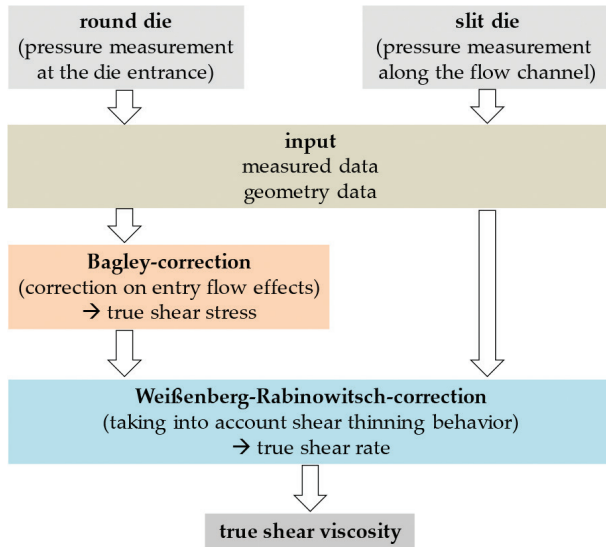 round die
(pressure measurement
at the die entrance)
slit die
(pressure measurement
along the flow channel)
input
measured data
geometry data
Bagley-correction
(correction on entry flow effects)
→ true shear stress
Weißenberg-Rabinowitsch-correction
(taking into account shear thinning behavior)
→ true shear rate
true shear viscosity